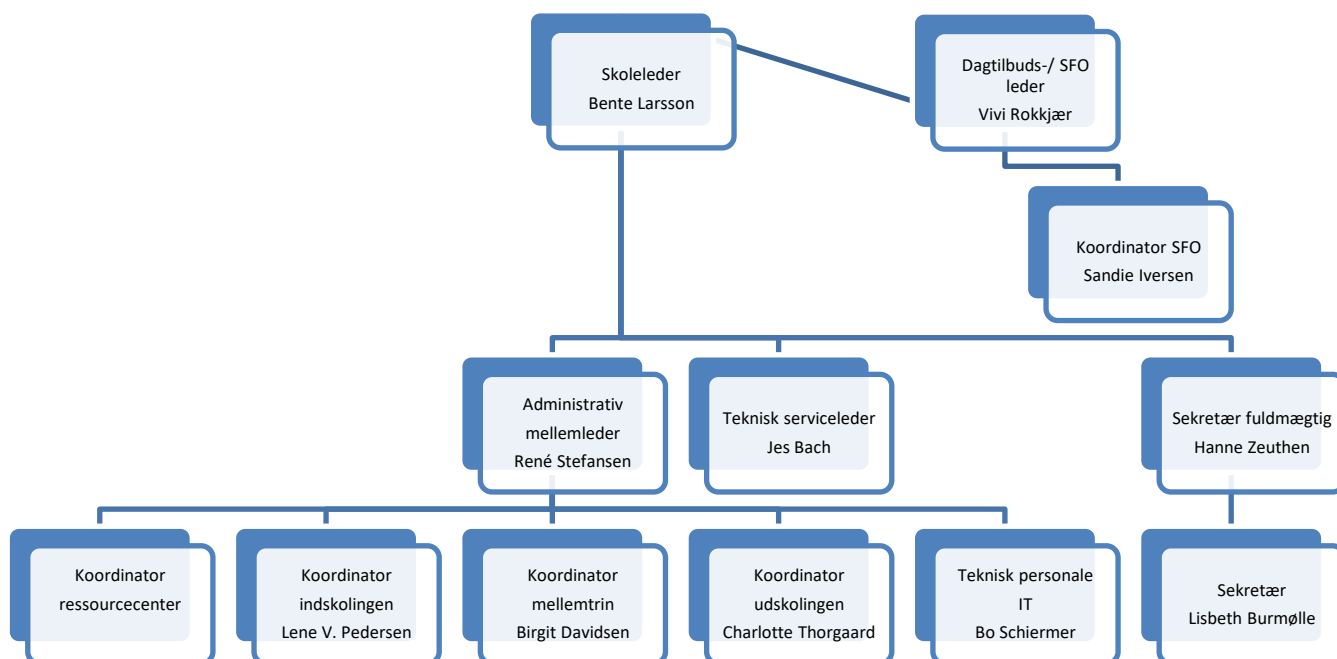 Skoleleder
Bente Larsson
Dagtilbuds-/ SFO
leder
Vivi Rokkjær
Koordinator SFO
Sandie Iversen
Administrativ
mellemleder
René Stefansen
Teknisk serviceleder
Jes Bach
Sekretær fuldmægtig
Hanne Zeuthen
Koordinator
ressourcecenter
Koordinator
indskolingen
Lene V. Pedersen
Koordinator
mellemtrin
Birgit Davidsen
Koordinator
udskolingen
Charlotte Thorgaard
Teknisk personale
IT
Bo Schiermer
Sekretær
Lisbeth Burmølle